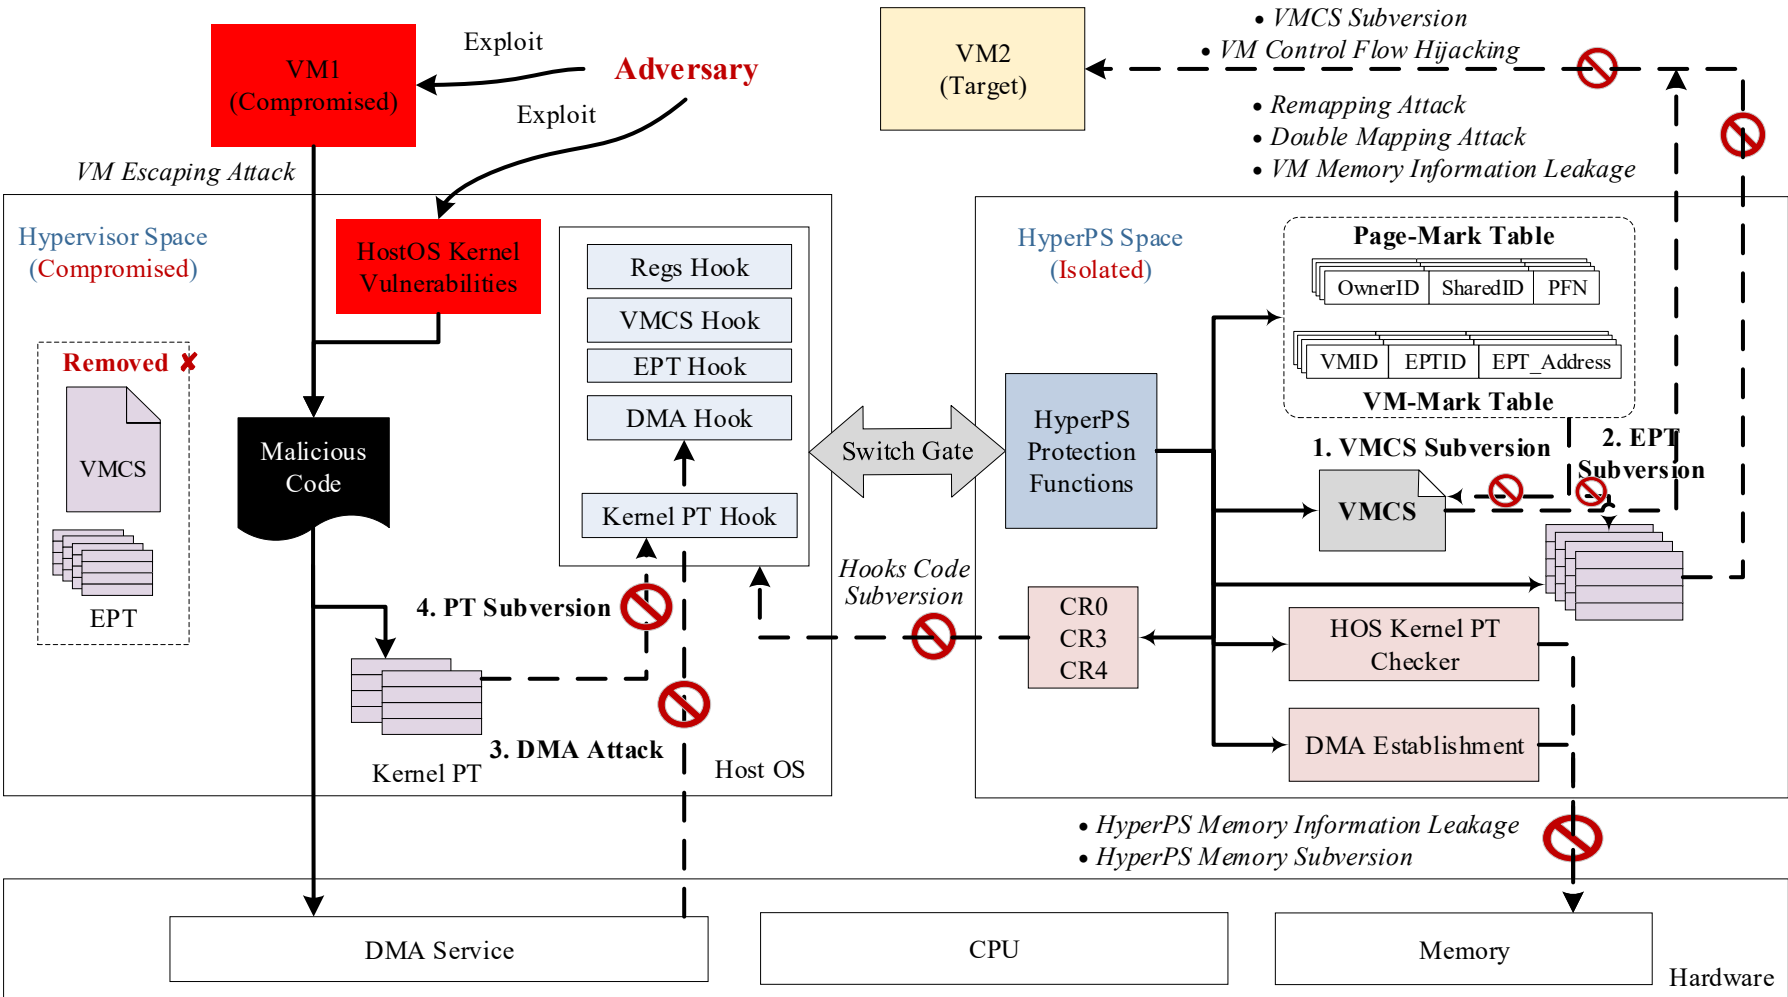 VM1
(Compromised)
Exploit
Adversary
Exploit
VM2
(Target)
• VMCS Subversion
• VM Control Flow Hijacking
• Remapping Attack
• Double Mapping Attack
• VM Memory Information Leakage
VM Escaping Attack
Hypervisor Space
(Compromised)
HostOS Kernel
Vulnerabilities
Removed ✘
VMCS
EPT
Malicious
Code
Regs Hook
VMCS Hook
EPT Hook
DMA Hook
Kernel PT Hook
4. PT Subversion
3. DMA Attack
Kernel PT
Host OS
Switch Gate
Hooks Code
Subversion
HyperPS Space
(Isolated)
HyperPS
Protection
Functions
Page-Mark Table
OwnerID SharedID PFN
VMID EPTID EPT_Address
VM-Mark Table
1. VMCS Subversion
2. EPT
Subversion
VMCS
CR0
CR3
CR4
HOS Kernel PT
Checker
DMA Establishment
• HyperPS Memory Information Leakage
• HyperPS Memory Subversion
DMA Service
CPU
Memory
Hardware